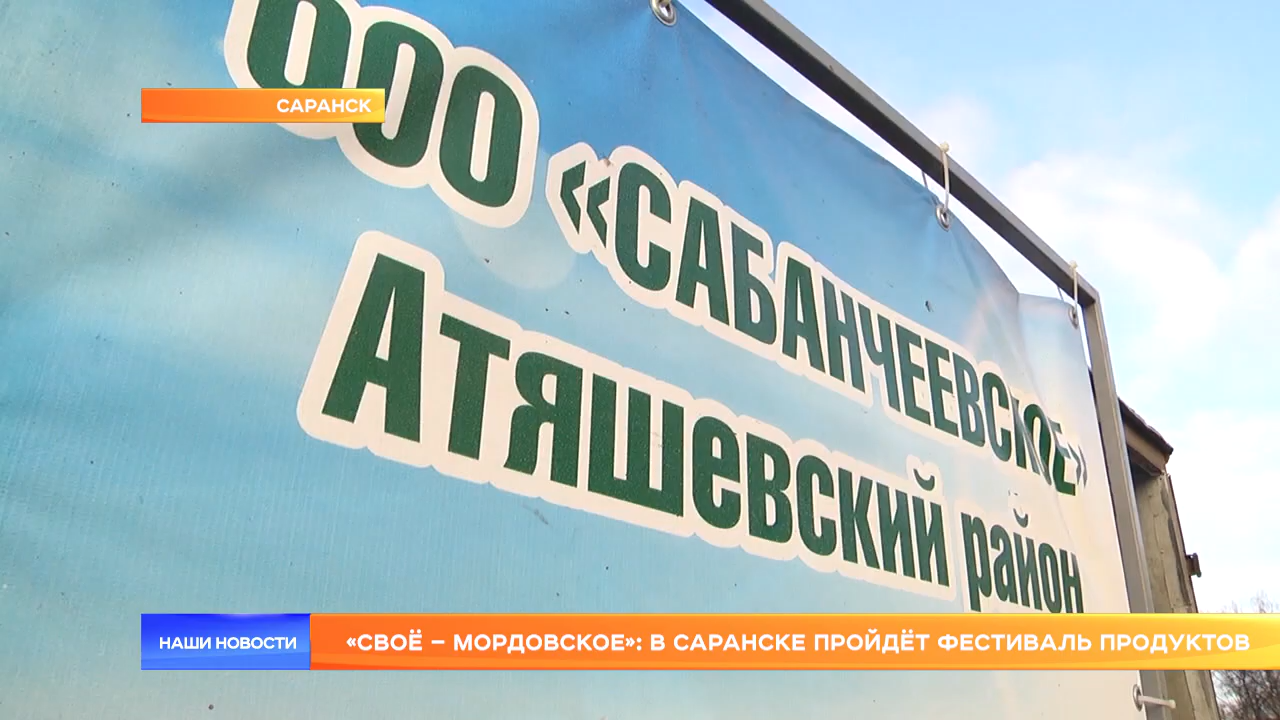 ООО «САБАНЧЕЕВСКОЕ»
САРАНСК
Атяшевский район
НАШИ НОВОСТИ
«СВОЁ – МОРДОВСКОЕ»: В САРАНСКЕ ПРОЙДЁТ ФЕСТИВАЛЬ ПРОДУКТОВ